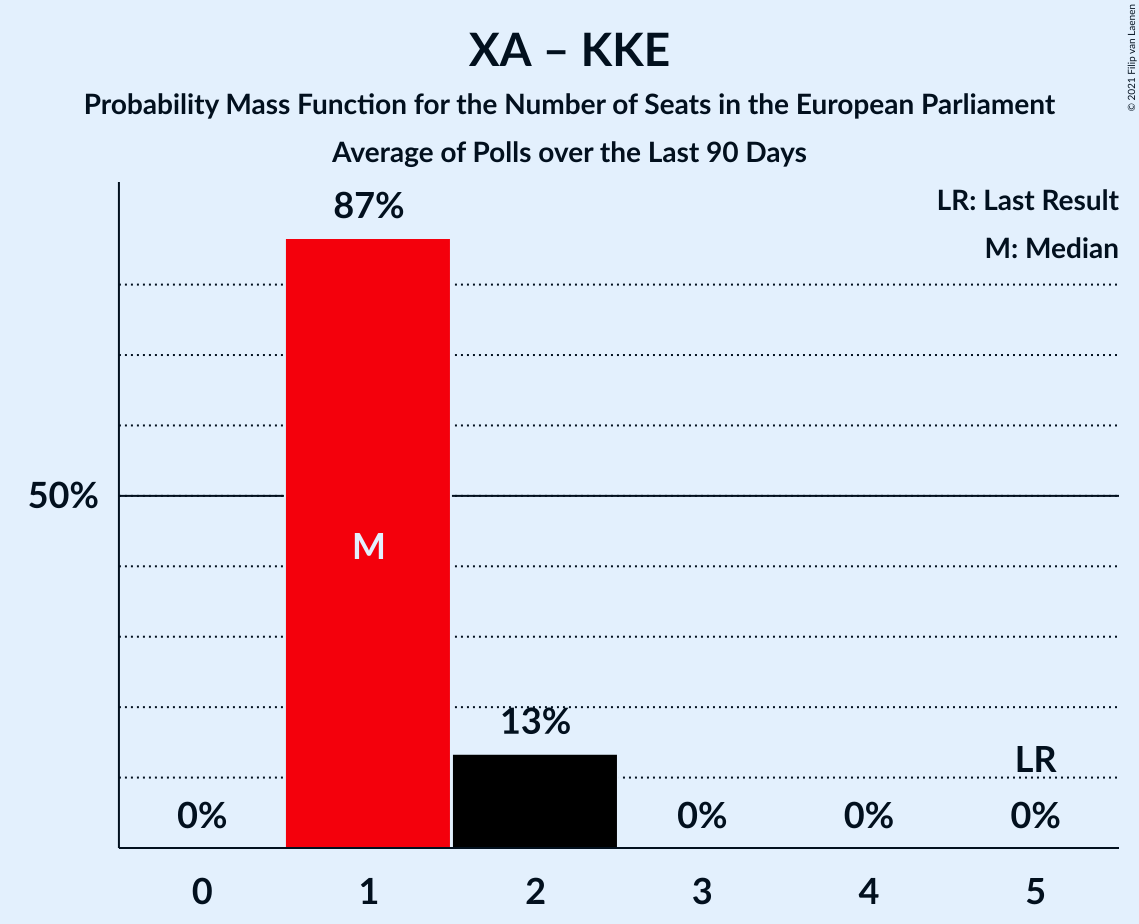 XA – KKE
Probability Mass Function for the Number of Seats in the European Parliament
Average of Polls over the Last 90 Days
© 2021 Filip van Laenen
LR: Last Result
M: Median
87%
50%
M
13%
LR
0%
0%
0%
0%
0 1 2 3 4 5